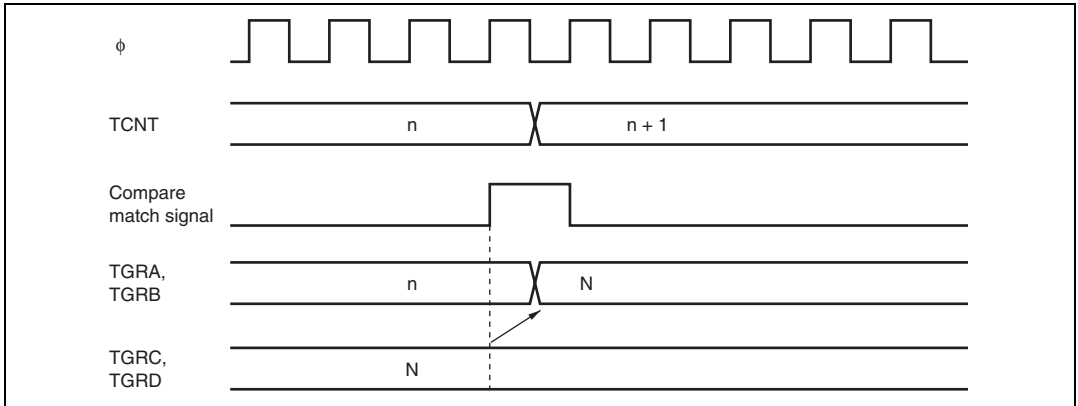 ϕ
TCNT
n
n + 1
Compare
match signal
TGRA,
TGRB
n
N
TGRC,
TGRD
N